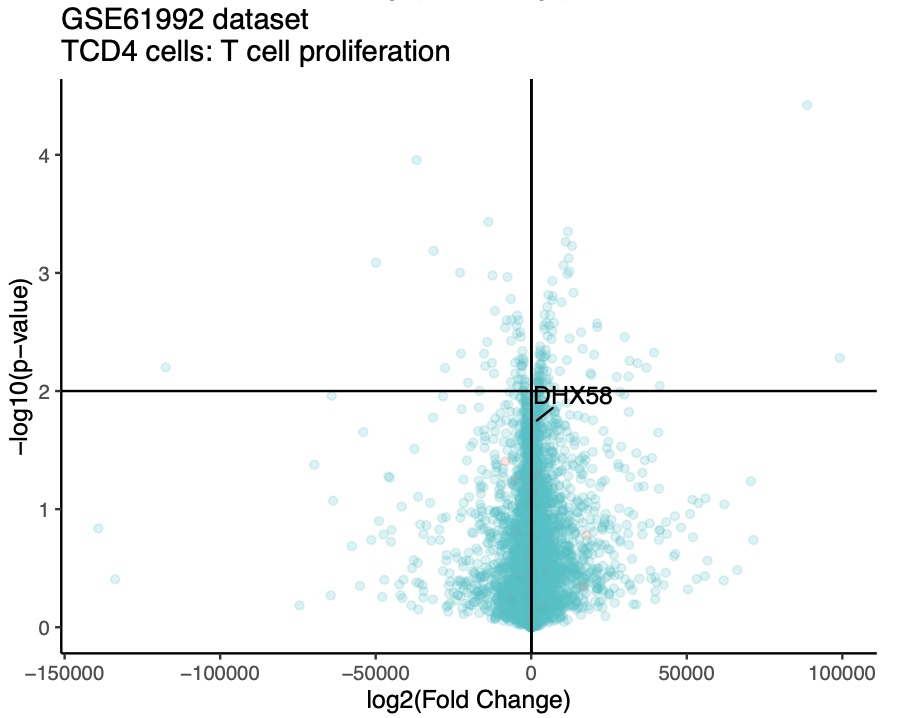 GSE61992 dataset
TCD4 cells: T cell proliferation
−log10(p−value)
4
3
2
1
0
DHX58
−150000
−100000
−50000
0
50000
100000
log2(Fold Change)